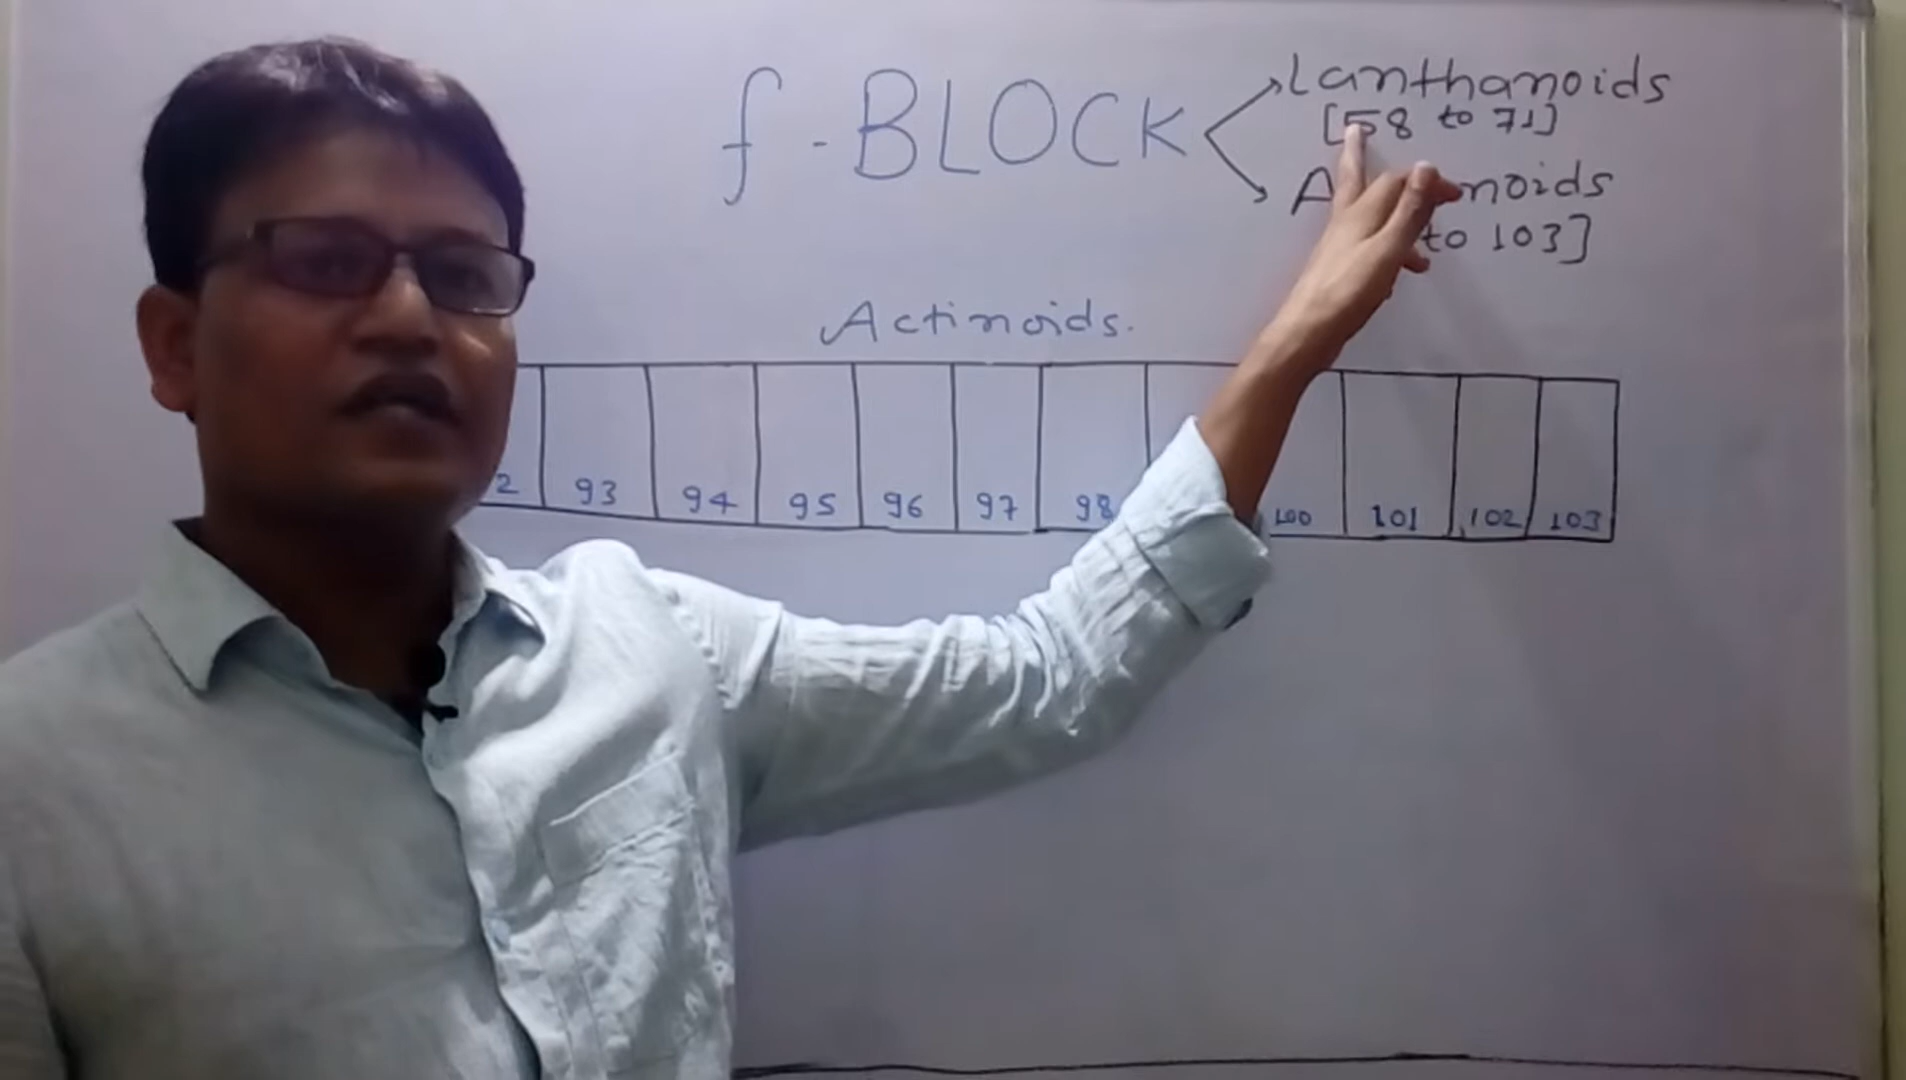 f-BLOCK
Lanthanoids
[58 to 71]
noids
to 103]
Actinoids.
2 93 94 95 96 97 98 100 101 102 103